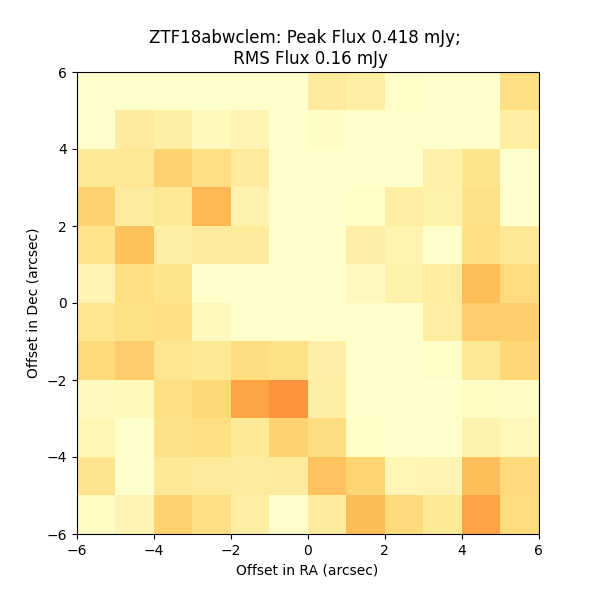 ZTF18abwclem: Peak Flux 0.418 mJy;
RMS Flux 0.16 mJy
6
4
2
0
−2
−4
−6
Offset in Dec (arcsec)
−6 −4 −2 0 2 4 6
Offset in RA (arcsec)